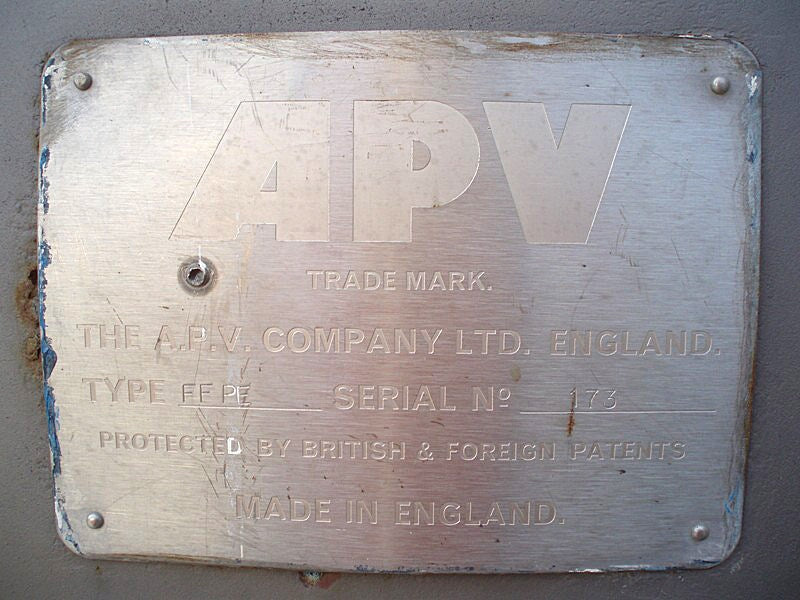 APV
TRADE MARK.
THE A.P.V. COMPANY LTD. ENGLAND.
TYPE FFPE SERIAL Nº 173
PROTECTED BY BRITISH & FOREIGN PATENTS
MADE IN ENGLAND.